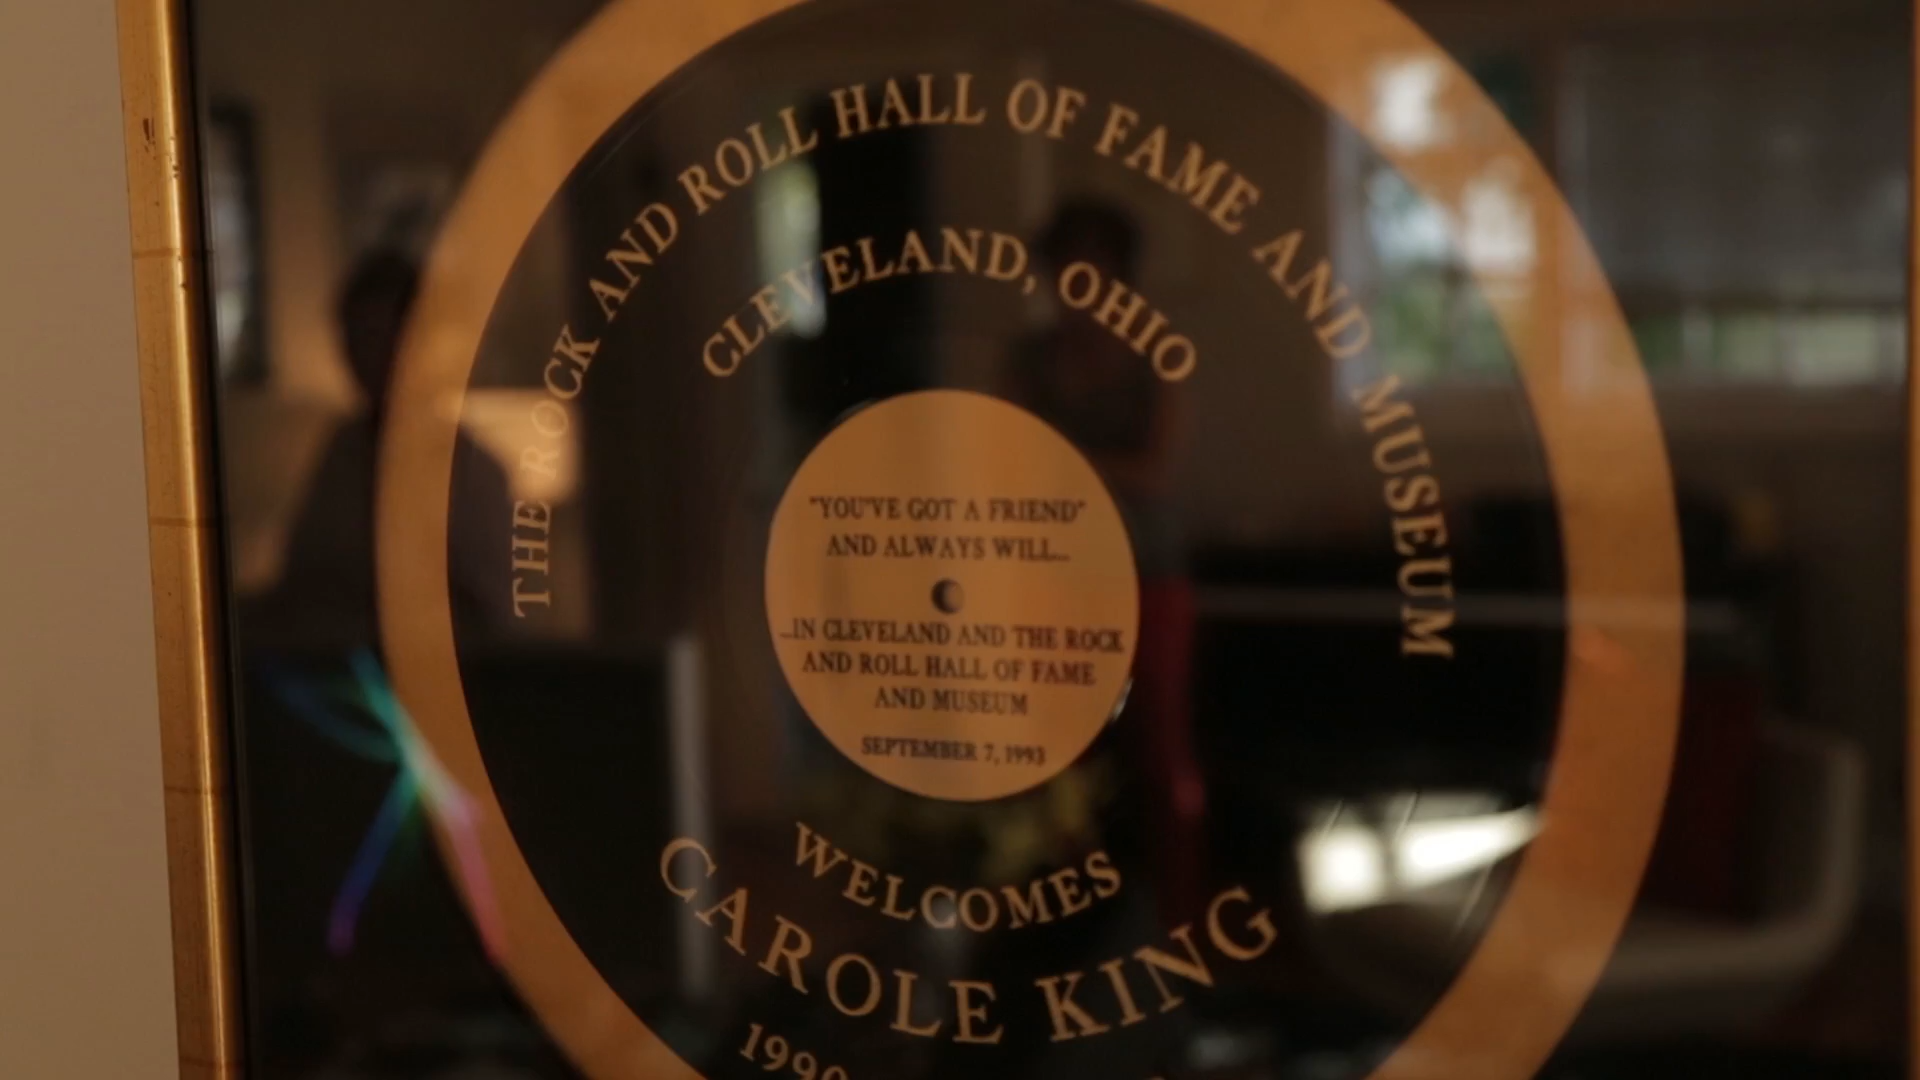 THE ROCK AND ROLL HALL OF FAME AND MUSEUM
CLEVELAND, OHIO
"YOU'VE GOT A FRIEND"
AND ALWAYS WILL...
...IN CLEVELAND AND THE ROCK
AND ROLL HALL OF FAME
AND MUSEUM
SEPTEMBER 7, 1993
WELCOMES
CAROLE KING
1990